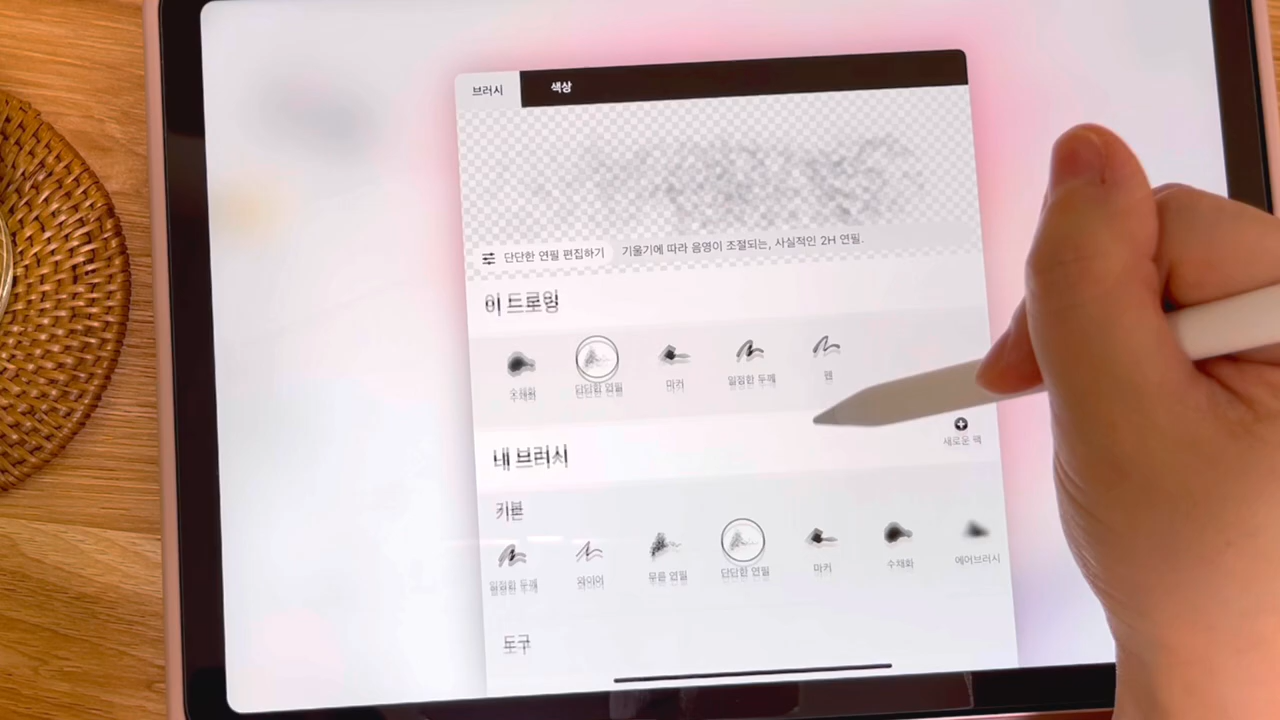 브러시 색상
단단한 연필 편집하기 기울기에 따라 음영이 조절되는, 사실적인 2H 연필.
이 드로잉
수채화 단단한 연필 마커 일정한 두께 펜
내 브러시
새로운 팩
기본
일정한 두께 와이어 무른 연필 단단한 연필 마커 수채화 에어브러시
도구